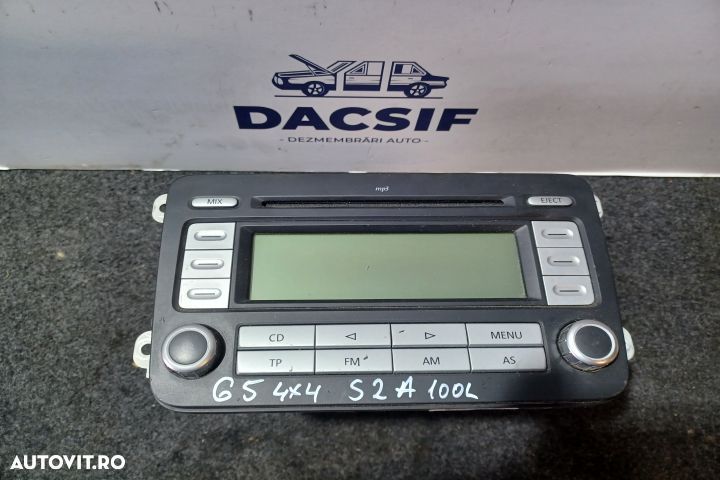 DACSIF
- DEZMEMBRĂRI AUTO -
mp3
MIX
EJECT
CD
MENU
TP
FM
AM
AS
G5 4x4 S2A 100L
AUTOVIT.RO